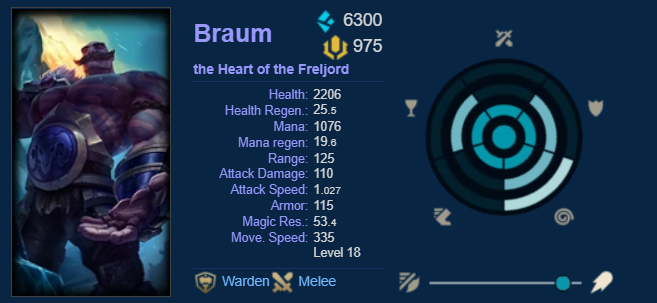 Braum
6300
975
the Heart of the Freljord
Health: 2206
Health Regen.: 25.5
Mana: 1076
Mana regen: 19.6
Range: 125
Attack Damage: 110
Attack Speed: 1.027
Armor: 115
Magic Res.: 53.4
Move. Speed: 335
Level 18
Warden Melee